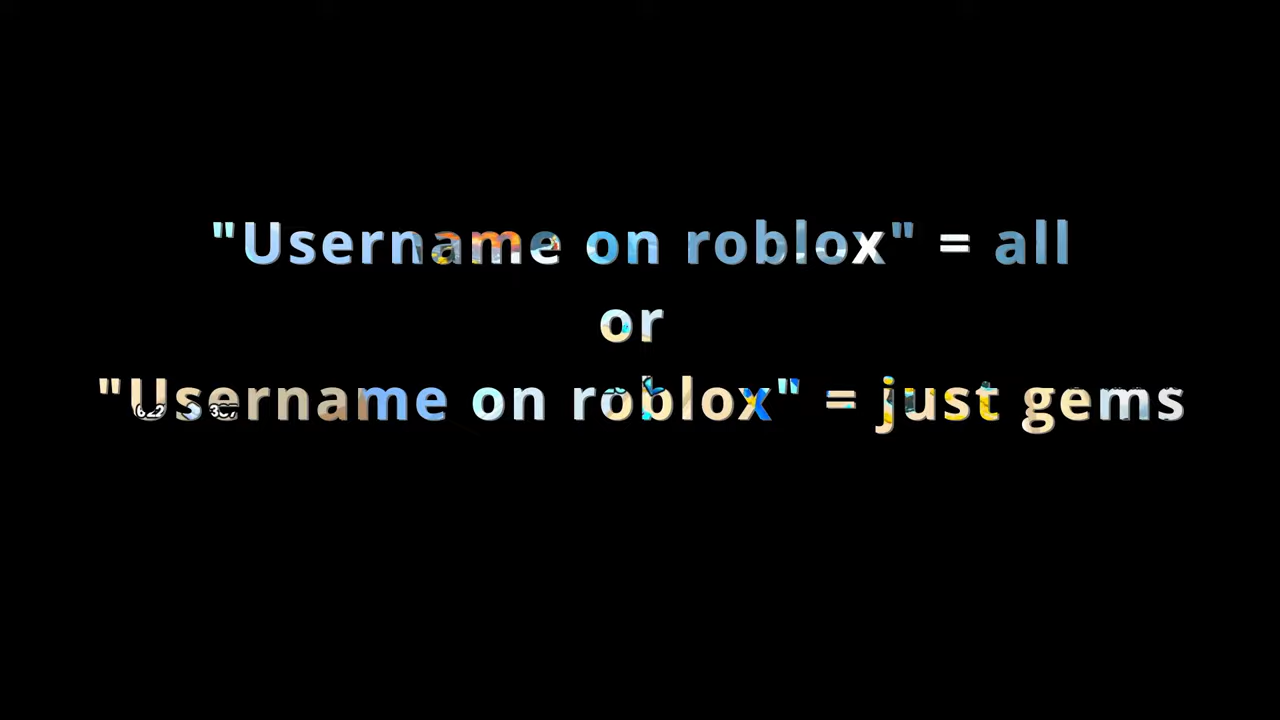 "Username on roblox" = all
or
"Username on roblox" = just gems